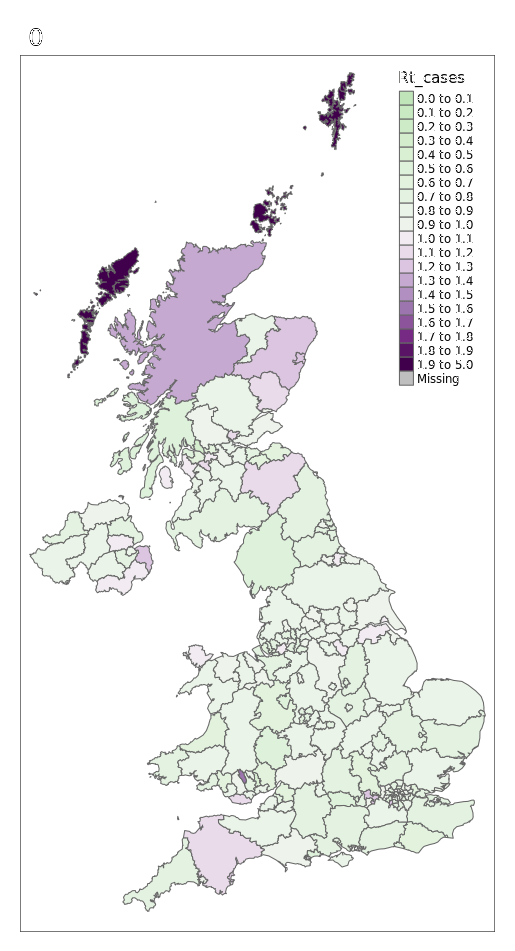 0
Rt_cases
0.0 to 0.1
0.1 to 0.2
0.2 to 0.3
0.3 to 0.4
0.4 to 0.5
0.5 to 0.6
0.6 to 0.7
0.7 to 0.8
0.8 to 0.9
0.9 to 1.0
1.0 to 1.1
1.1 to 1.2
1.2 to 1.3
1.3 to 1.4
1.4 to 1.5
1.5 to 1.6
1.6 to 1.7
1.7 to 1.8
1.8 to 1.9
1.9 to 5.0
Missing